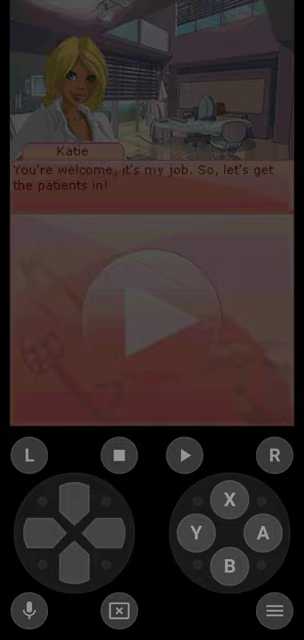 Katie
You're welcome, it's my job. So, let's get
the patients in!
L
R
X
Y
A
B